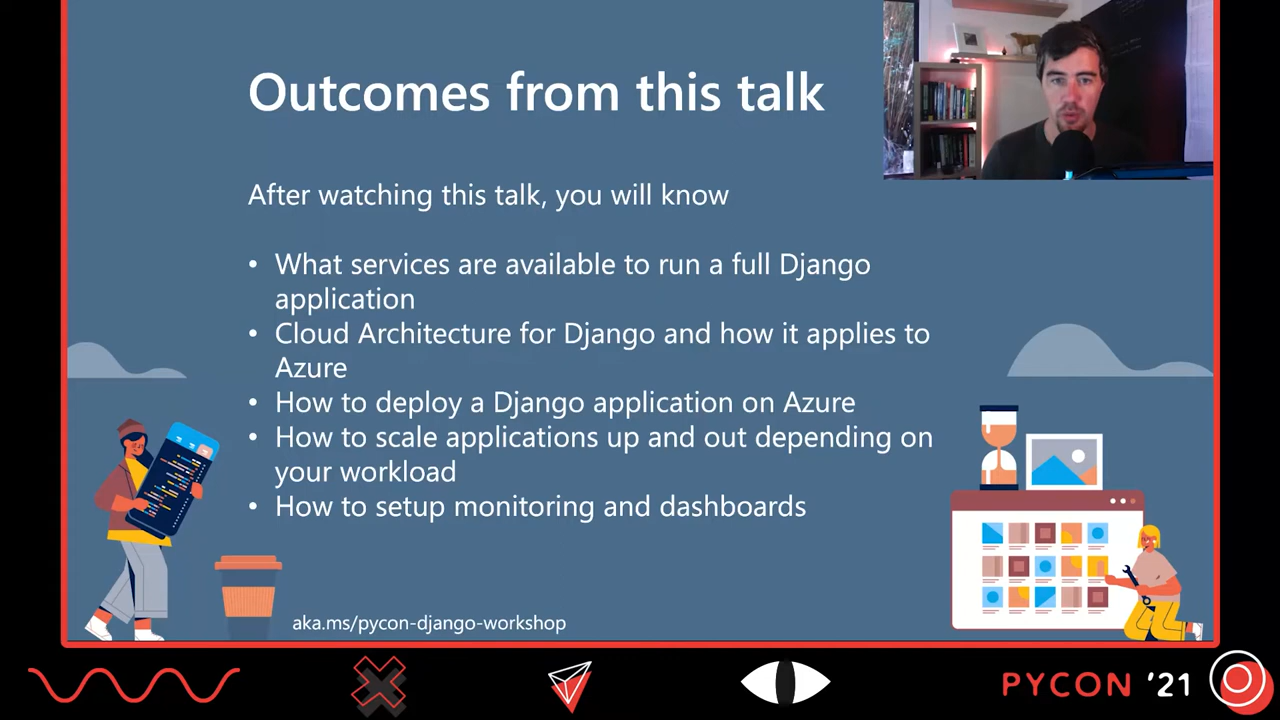 Outcomes from this talk
After watching this talk, you will know
• What services are available to run a full Django
application
• Cloud Architecture for Django and how it applies to
Azure
• How to deploy a Django application on Azure
• How to scale applications up and out depending on
your workload
• How to setup monitoring and dashboards
aka.ms/pycon-django-workshop
PYCON '21